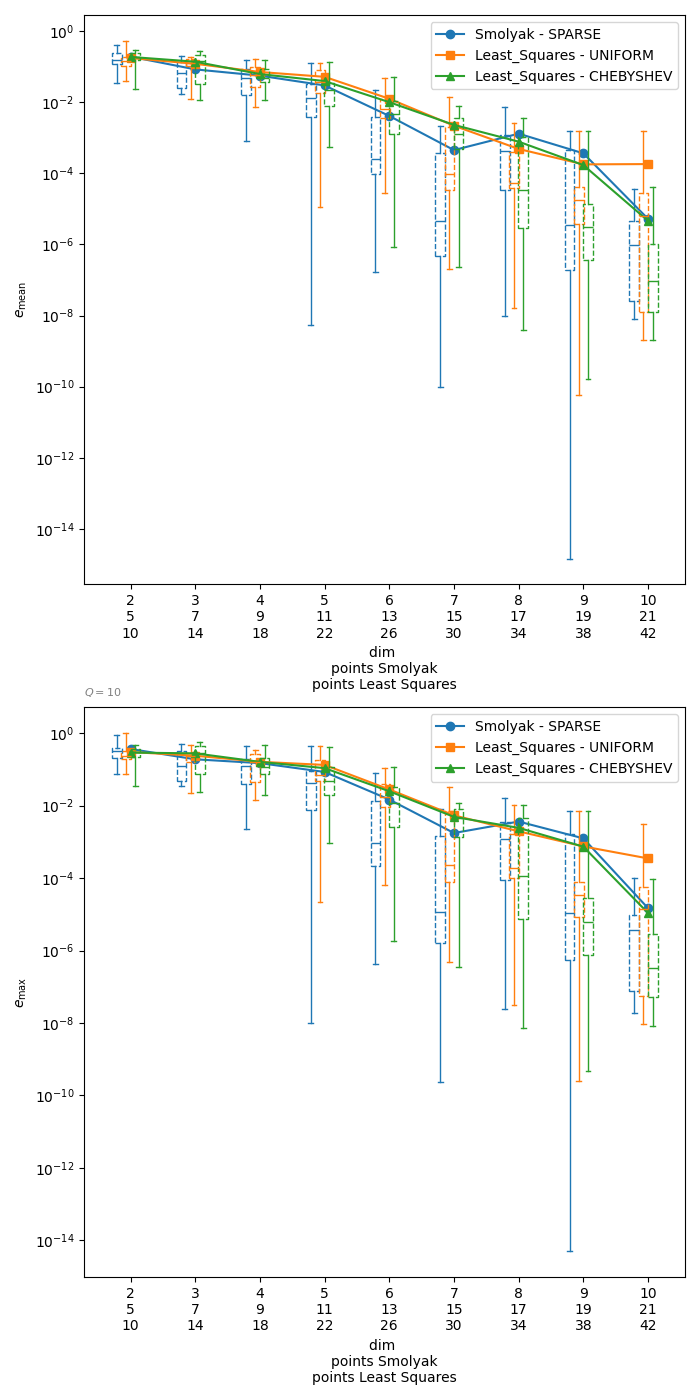 10⁰
10⁻²
10⁻⁴
10⁻⁶
10⁻⁸
10⁻¹⁰
10⁻¹²
10⁻¹⁴
e_mean
Smolyak - SPARSE
Least_Squares - UNIFORM
Least_Squares - CHEBYSHEV
2 3 4 5 6 7 8 9 10
5 7 9 11 13 15 17 19 21
10 14 18 22 26 30 34 38 42
dim
points Smolyak
points Least Squares
Q = 10
10⁰
10⁻²
10⁻⁴
10⁻⁶
10⁻⁸
10⁻¹⁰
10⁻¹²
10⁻¹⁴
e_max
Smolyak - SPARSE
Least_Squares - UNIFORM
Least_Squares - CHEBYSHEV
2 3 4 5 6 7 8 9 10
5 7 9 11 13 15 17 19 21
10 14 18 22 26 30 34 38 42
dim
points Smolyak
points Least Squares